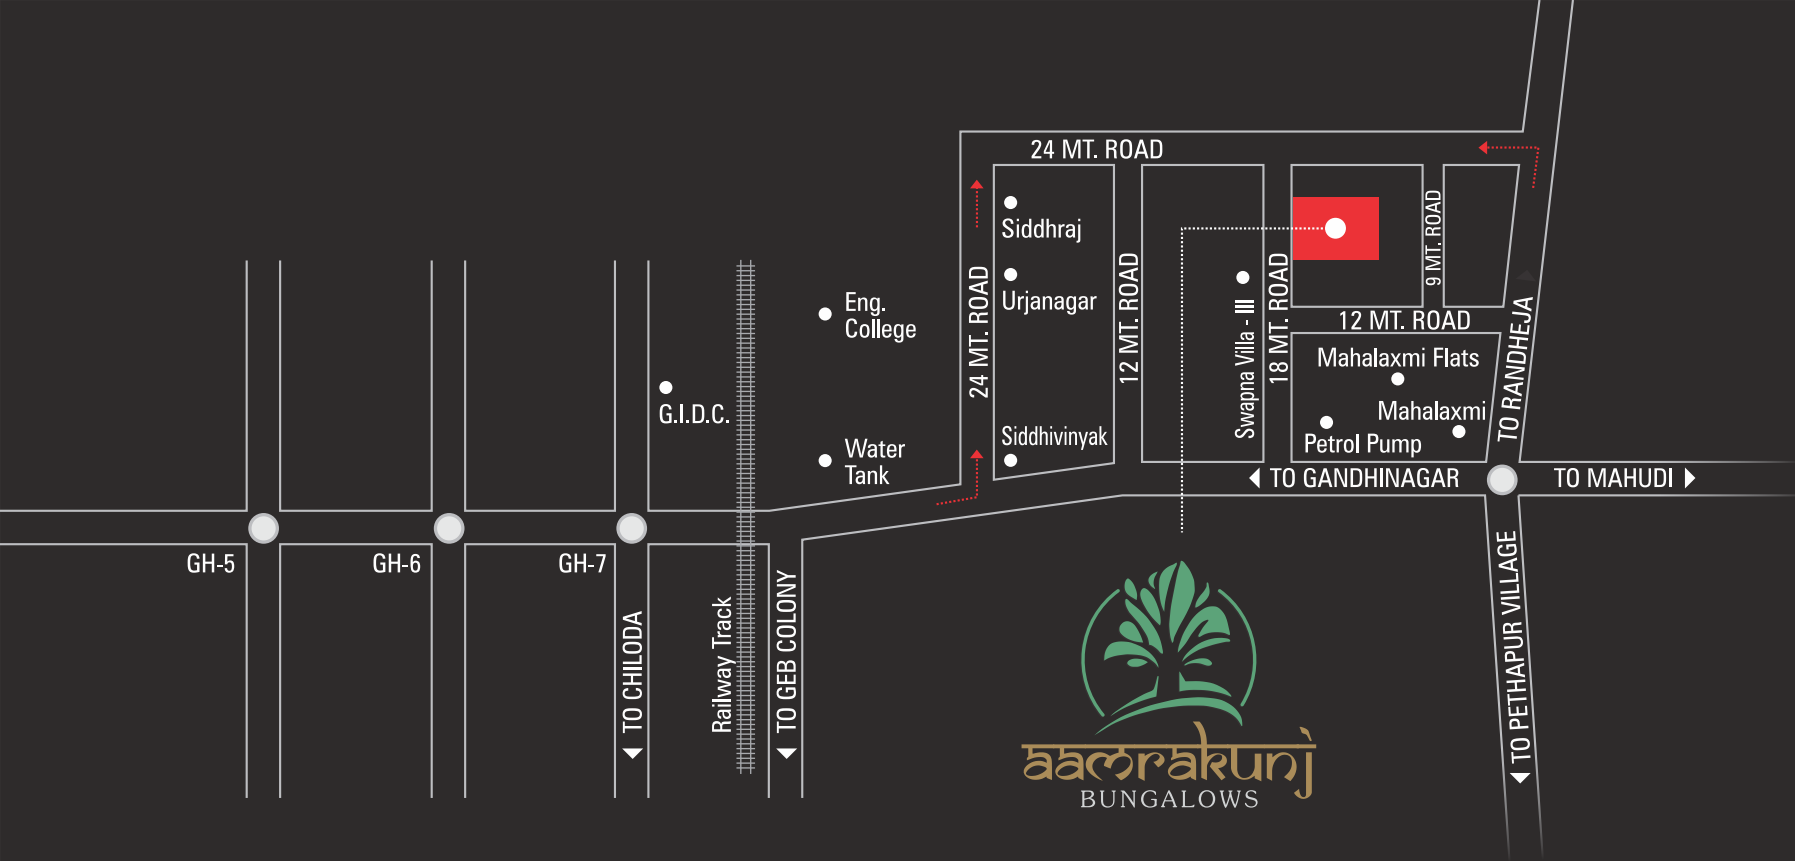 24 MT. ROAD
Siddhraj
Urjanagar
Siddhivinyak
24 MT. ROAD
12 MT. ROAD
Swapna Villa - III
18 MT. ROAD
9 MT. ROAD
12 MT. ROAD
Mahalaxmi Flats
Mahalaxmi
Petrol Pump
TO RANDHEJA
TO GANDHINAGAR
TO MAHUDI
Eng.
College
G.I.D.C.
Water
Tank
GH-5
GH-6
GH-7
TO CHILODA
Railway Track
TO GEB COLONY
TO PETHAPUR VILLAGE
aamrakunj
BUNGALOWS